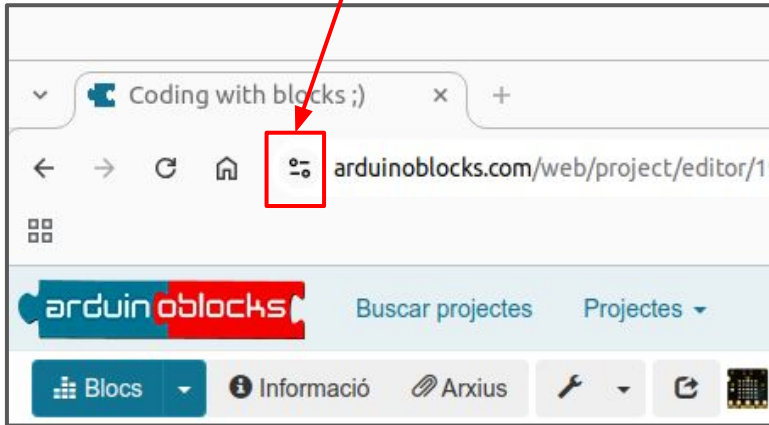 Coding with blocks ;)
arduinoblocks.com/web/project/editor/1
arduinoblocks Buscar projectes Projectes
Blocs Informació Arxius